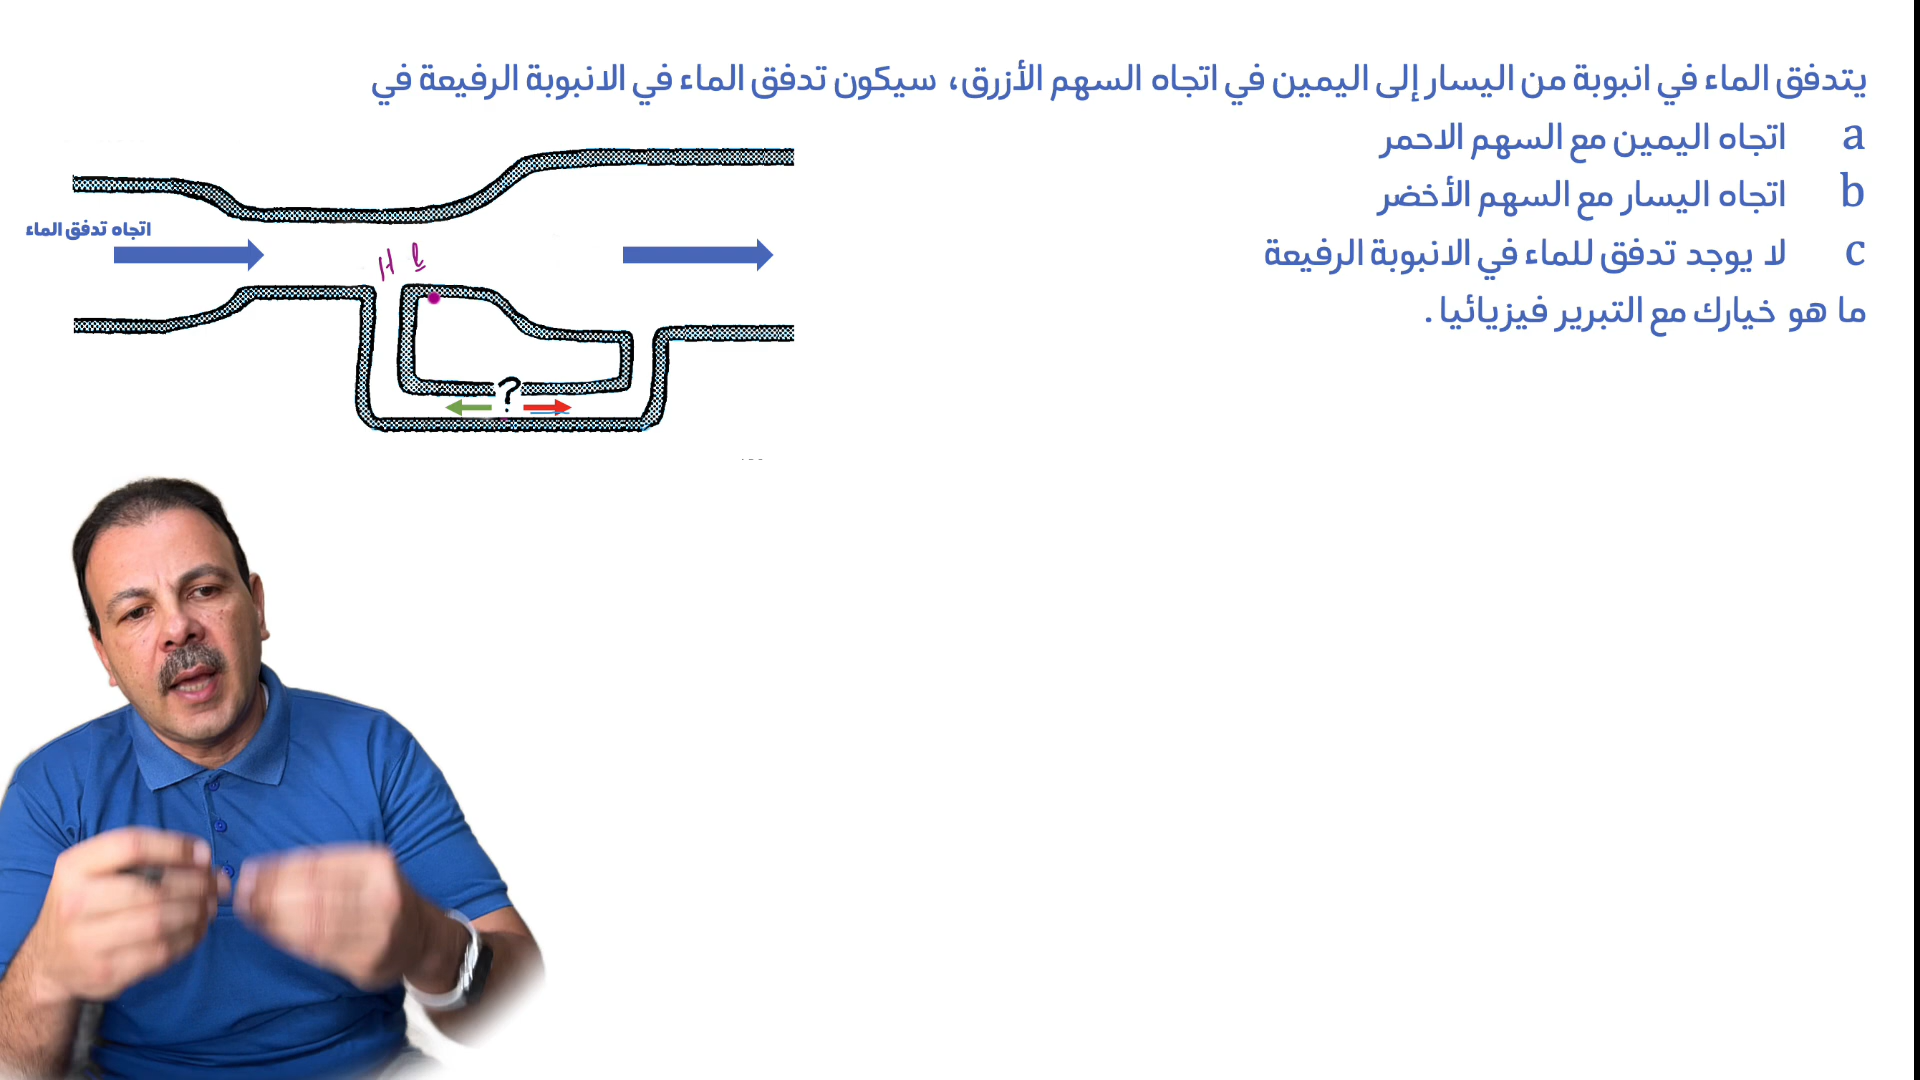 يتدفق الماء في انبوبة من اليسار إلى اليمين في اتجاه السهم الأزرق، سيكون تدفق الماء في الانبوبة الرفيعة في
a اتجاه اليمين مع السهم الاحمر
b اتجاه اليسار مع السهم الأخضر
c لا يوجد تدفق للماء في الانبوبة الرفيعة
ما هو خيارك مع التبرير فيزيائيا .
اتجاه تدفق الماء
H
?